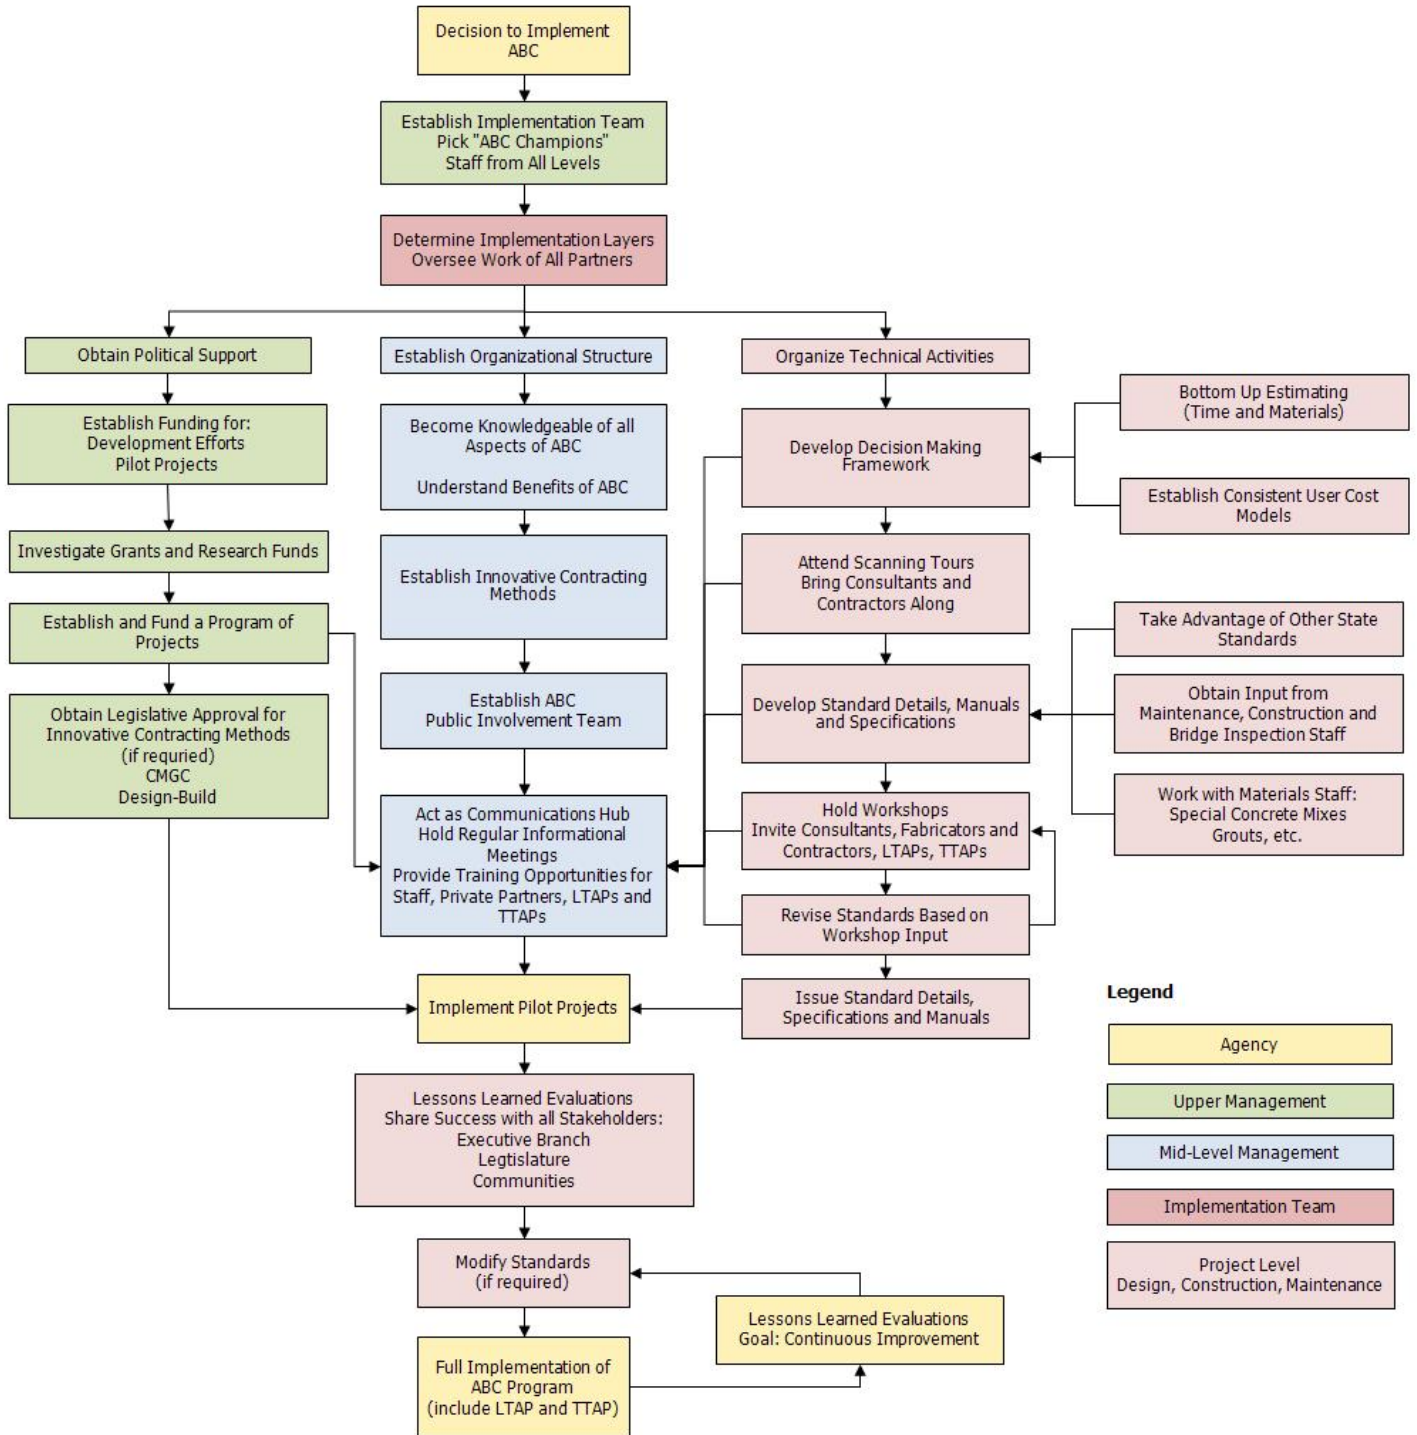 Decision to Implement
ABC
Establish Implementation Team
Pick "ABC Champions"
Staff from All Levels
Determine Implementation Layers
Oversee Work of All Partners
Obtain Political Support
Establish Funding for:
Development Efforts
Pilot Projects
Investigate Grants and Research Funds
Establish and Fund a Program of
Projects
Obtain Legislative Approval for
Innovative Contracting Methods
(if requried)
CMGC
Design-Build
Establish Organizational Structure
Become Knowledgeable of all
Aspects of ABC
Understand Benefits of ABC
Establish Innovative Contracting
Methods
Establish ABC
Public Involvement Team
Act as Communications Hub
Hold Regular Informational
Meetings
Provide Training Opportunities for
Staff, Private Partners, LTAPs and
TTAPs
Organize Technical Activities
Develop Decision Making
Framework
Attend Scanning Tours
Bring Consultants and
Contractors Along
Develop Standard Details, Manuals
and Specifications
Hold Workshops
Invite Consultants, Fabricators and
Contractors, LTAPs, TTAPs
Revise Standards Based on
Workshop Input
Issue Standard Details,
Specifications and Manuals
Bottom Up Estimating
(Time and Materials)
Establish Consistent User Cost
Models
Take Advantage of Other State
Standards
Obtain Input from
Maintenance, Construction and
Bridge Inspection Staff
Work with Materials Staff:
Special Concrete Mixes
Grouts, etc.
Implement Pilot Projects
Lessons Learned Evaluations
Share Success with all Stakeholders:
Executive Branch
Legtislature
Communities
Modify Standards
(if required)
Lessons Learned Evaluations
Goal: Continuous Improvement
Full Implementation of
ABC Program
(include LTAP and TTAP)
Legend
Agency
Upper Management
Mid-Level Management
Implementation Team
Project Level
Design, Construction, Maintenance